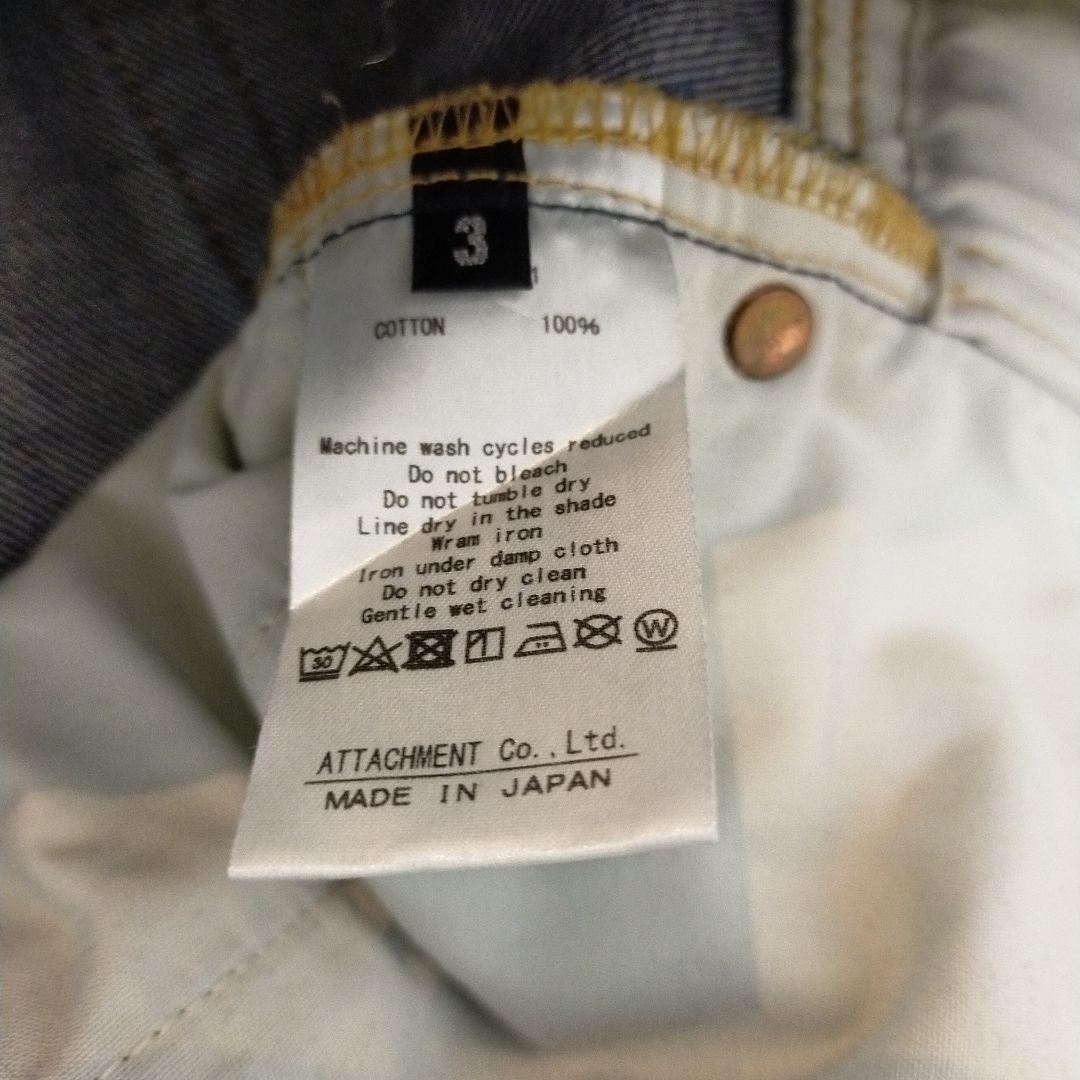 3
COTTON 100%
Machine wash cycles reduced
Do not bleach
Do not tumble dry
Line dry in the shade
Wram iron
Iron under damp cloth
Do not dry clean
Gentle wet cleaning
30 W
ATTACHMENT Co.,Ltd.
MADE IN JAPAN